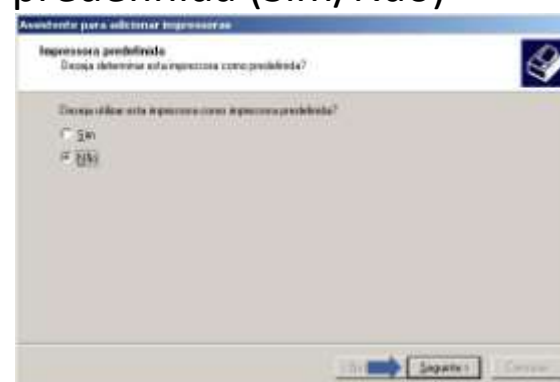 predefinida (Sim/Não)
Assistente para adicionar impressoras
Impressora predefinida
Deseja determinar esta impressora como predefinida?
Deseja utilizar esta impressora como impressora predefinida?
Sim
Não
Seguinte >
Cancelar